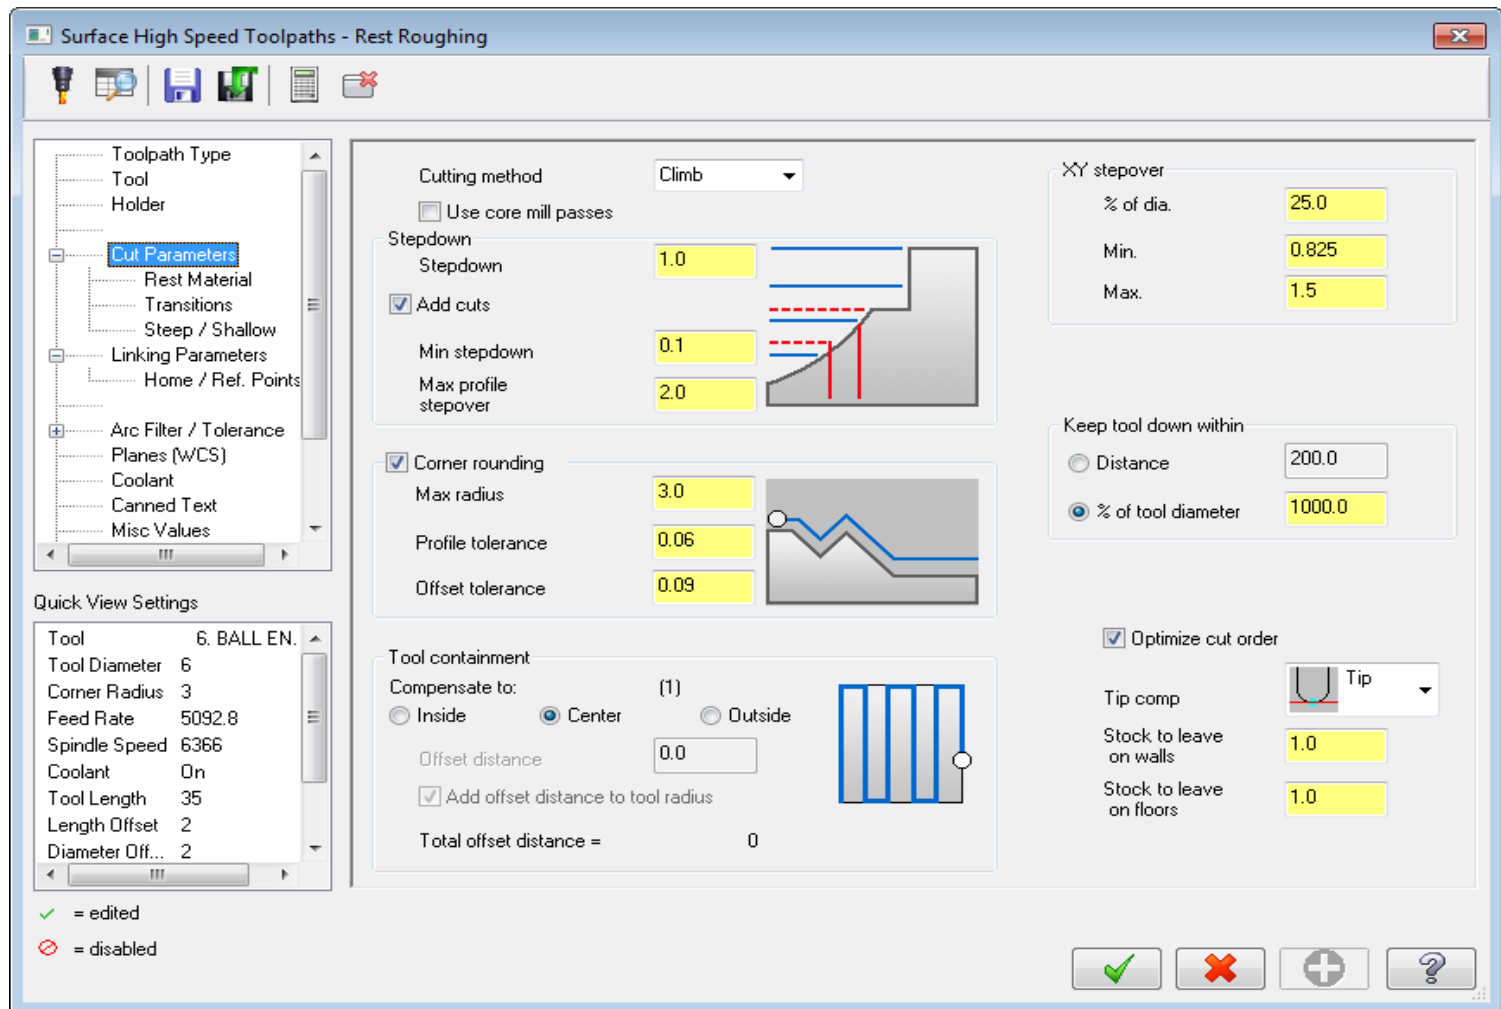 Surface High Speed Toolpaths - Rest Roughing
Toolpath Type
Tool
Holder
Cut Parameters
Rest Material
Transitions
Steep / Shallow
Linking Parameters
Home / Ref. Points
Arc Filter / Tolerance
Planes (WCS)
Coolant
Canned Text
Misc Values
Quick View Settings
Tool 6. BALL EN.
Tool Diameter 6
Corner Radius 3
Feed Rate 5092.8
Spindle Speed 6366
Coolant On
Tool Length 35
Length Offset 2
Diameter Off... 2
= edited
= disabled
Cutting method Climb
Use core mill passes
Stepdown
Stepdown 1.0
Add cuts
Min stepdown 0.1
Max profile
stepover 2.0
Corner rounding
Max radius 3.0
Profile tolerance 0.06
Offset tolerance 0.09
Tool containment
Compensate to: (1)
Inside Center Outside
Offset distance 0.0
Add offset distance to tool radius
Total offset distance = 0
XY stepover
% of dia. 25.0
Min. 0.825
Max. 1.5
Keep tool down within
Distance 200.0
% of tool diameter 1000.0
Optimize cut order
Tip comp Tip
Stock to leave
on walls 1.0
Stock to leave
on floors 1.0